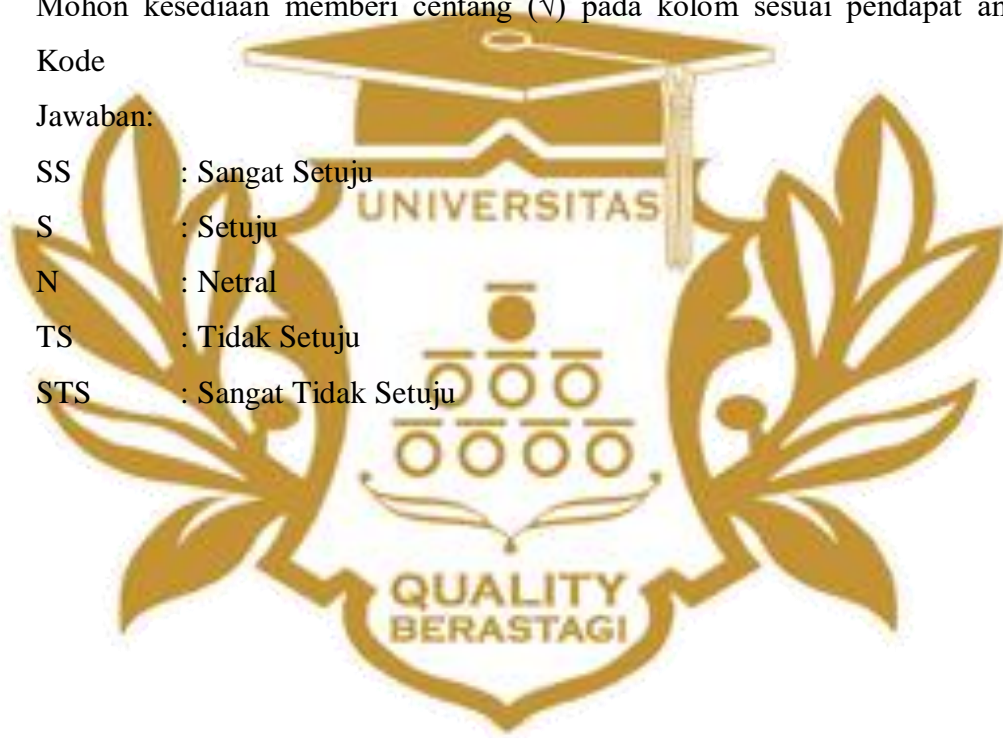 Mohon kesediaan memberi centang (√) pada kolom sesuai pendapat
Kode
Jawaban:
SS : Sangat Setuju
S : Setuju
N : Netral
TS : Tidak Setuju
STS : Sangat Tidak Setuju
UNIVERSITAS
QUALITY
BERASTAGI